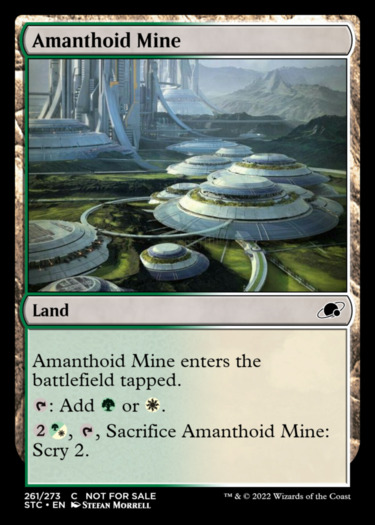 Amanthoid Mine
Land
Amanthoid Mine enters the
battlefield tapped.
: Add or .
2 , , Sacrifice Amanthoid Mine:
Scry 2.
261/273 C NOT FOR SALE
STC • EN STEFAN MORRELL
™ & © 2022 Wizards of the Coast